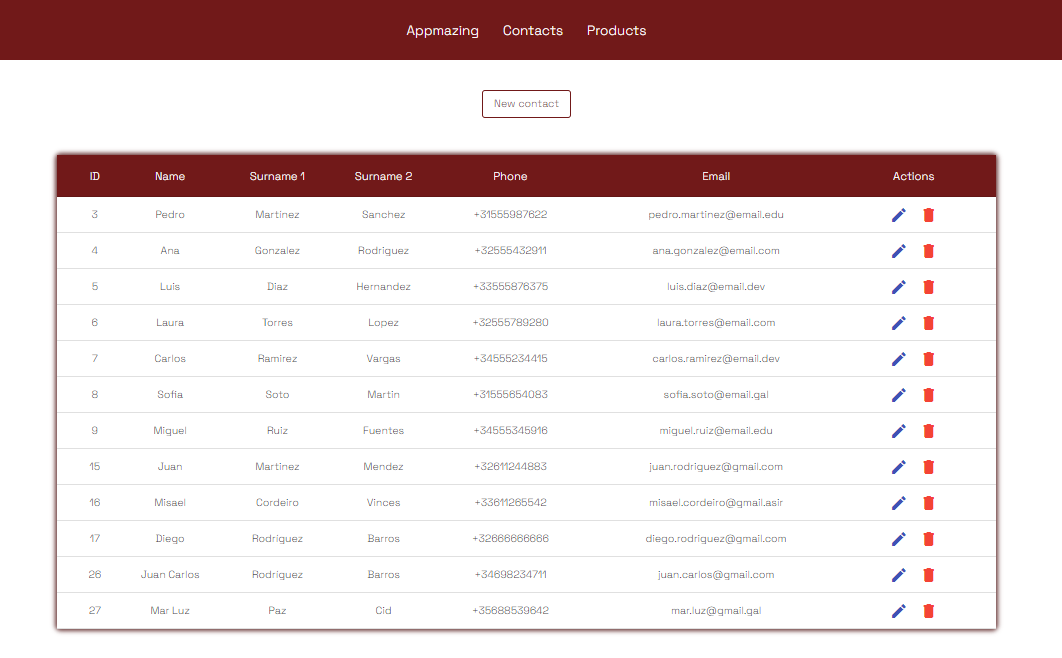 Appmazing Contacts Products
New contact
ID Name Surname 1 Surname 2 Phone Email Actions
3 Pedro Martinez Sanchez +31555987622 pedro.martinez@email.edu
4 Ana Gonzalez Rodriguez +32555432911 ana.gonzalez@email.com
5 Luis Diaz Hernandez +33555876375 luis.diaz@email.dev
6 Laura Torres Lopez +32555789280 laura.torres@email.com
7 Carlos Ramirez Vargas +34555234415 carlos.ramirez@email.dev
8 Sofia Soto Martin +31555654083 sofia.soto@email.gal
9 Miguel Ruiz Fuentes +34555345916 miguel.ruiz@email.edu
15 Juan Martinez Mendez +32611244883 juan.rodriguez@gmail.com
16 Misael Cordeiro Vinces +33611265542 misael.cordeiro@gmail.asir
17 Diego Rodriguez Barros +32666666666 diego.rodriguez@gmail.com
26 Juan Carlos Rodriguez Barros +34698234711 juan.carlos@gmail.com
27 Mar Luz Paz Cid +35688539642 mar.luz@gmail.gal